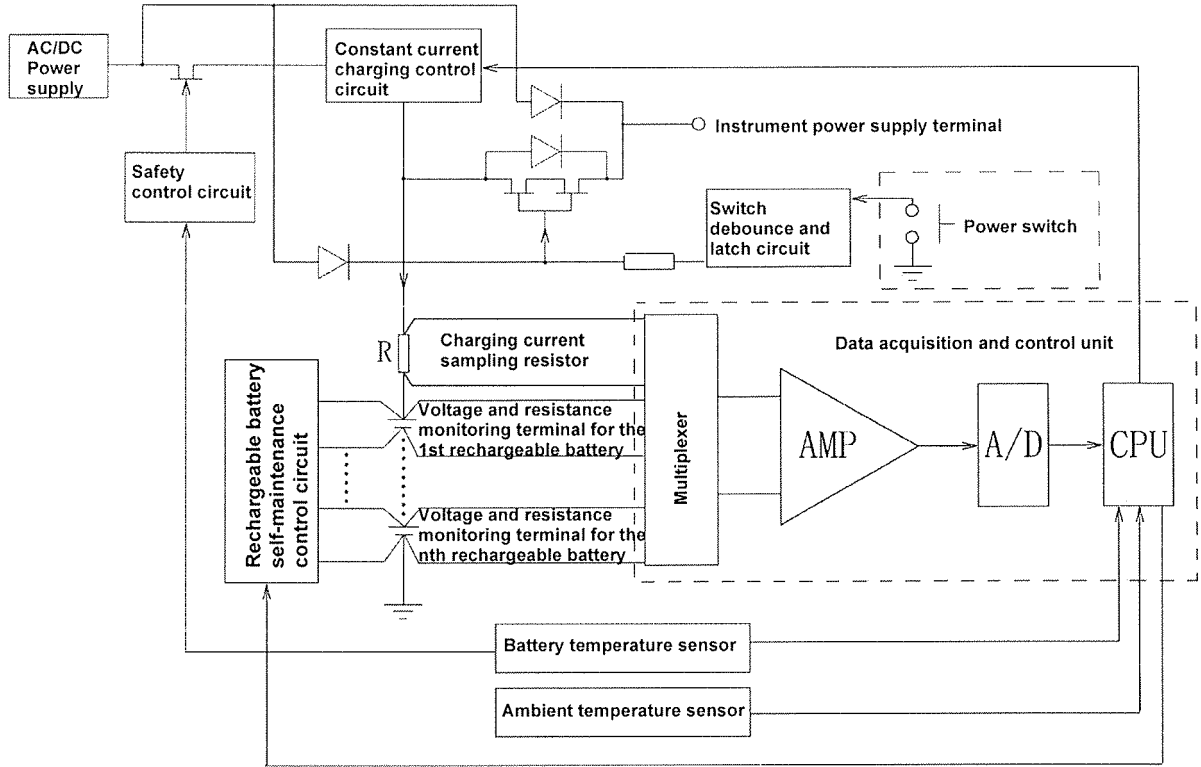 AC/DC
Power
supply
Constant current
charging control
circuit
Instrument power supply terminal
Safety
control circuit
Switch
debounce and
latch circuit
Power switch
R
Charging current
sampling resistor
Data acquisition and control unit
Rechargeable battery
self-maintenance
control circuit
Voltage and resistance
monitoring terminal for the
1st rechargeable battery
Multiplexer
AMP
A/D
CPU
Voltage and resistance
monitoring terminal for the
nth rechargeable battery
Battery temperature sensor
Ambient temperature sensor